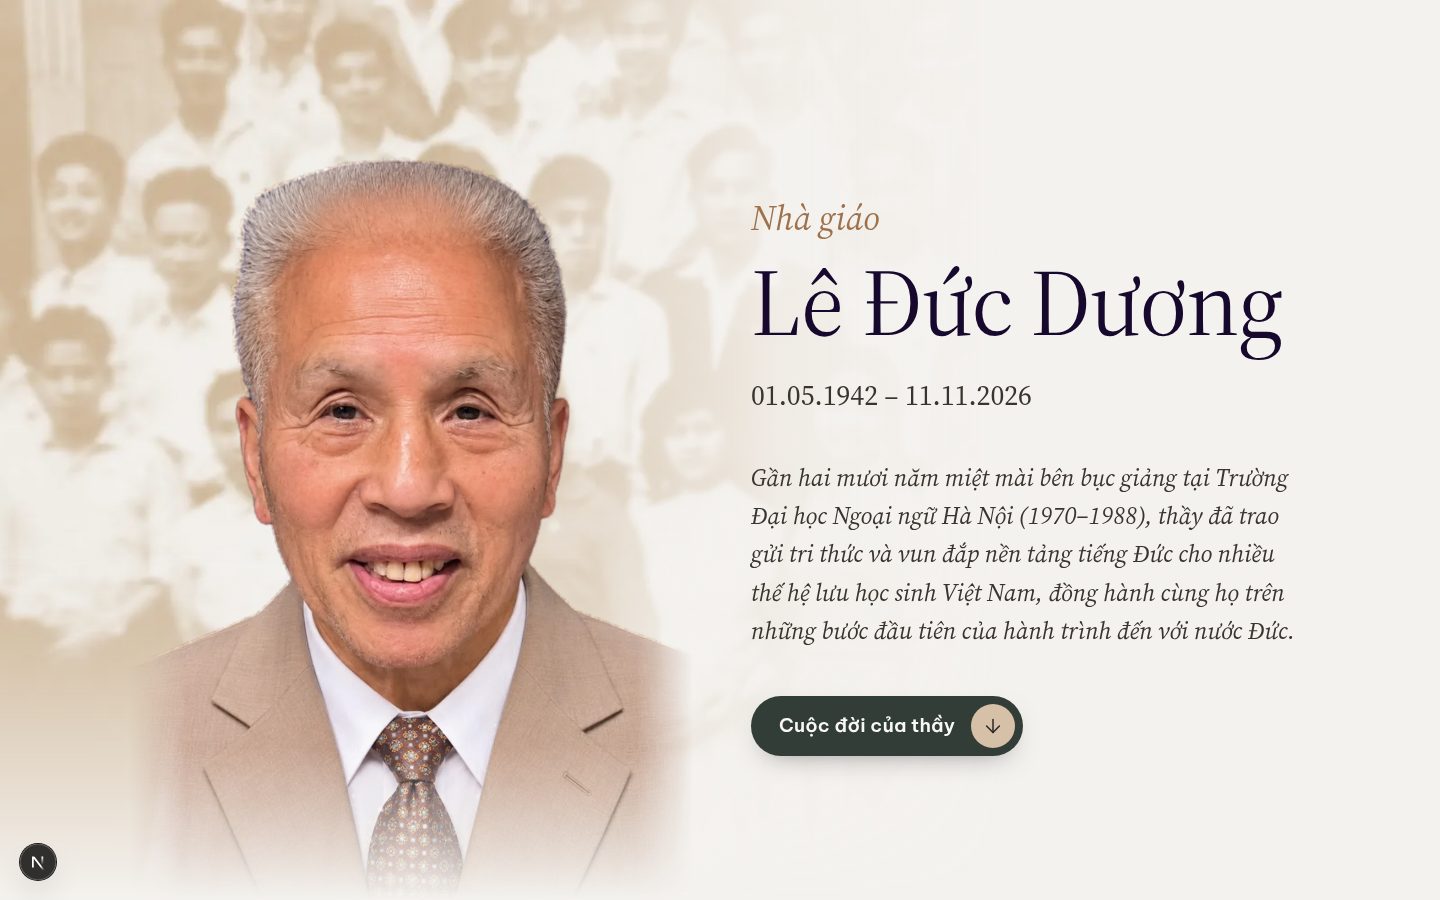 Nhà giáo
Lê Đức Dương
01.05.1942 – 11.11.2026
Gần hai mươi năm miệt mài bên bục giảng tại Trường
Đại học Ngoại ngữ Hà Nội (1970–1988), thầy đã trao
gửi tri thức và vun đắp nền tảng tiếng Đức cho nhiều
thế hệ lưu học sinh Việt Nam, đồng hành cùng họ trên
những bước đầu tiên của hành trình đến với nước Đức.
Cuộc đời của thầy
N